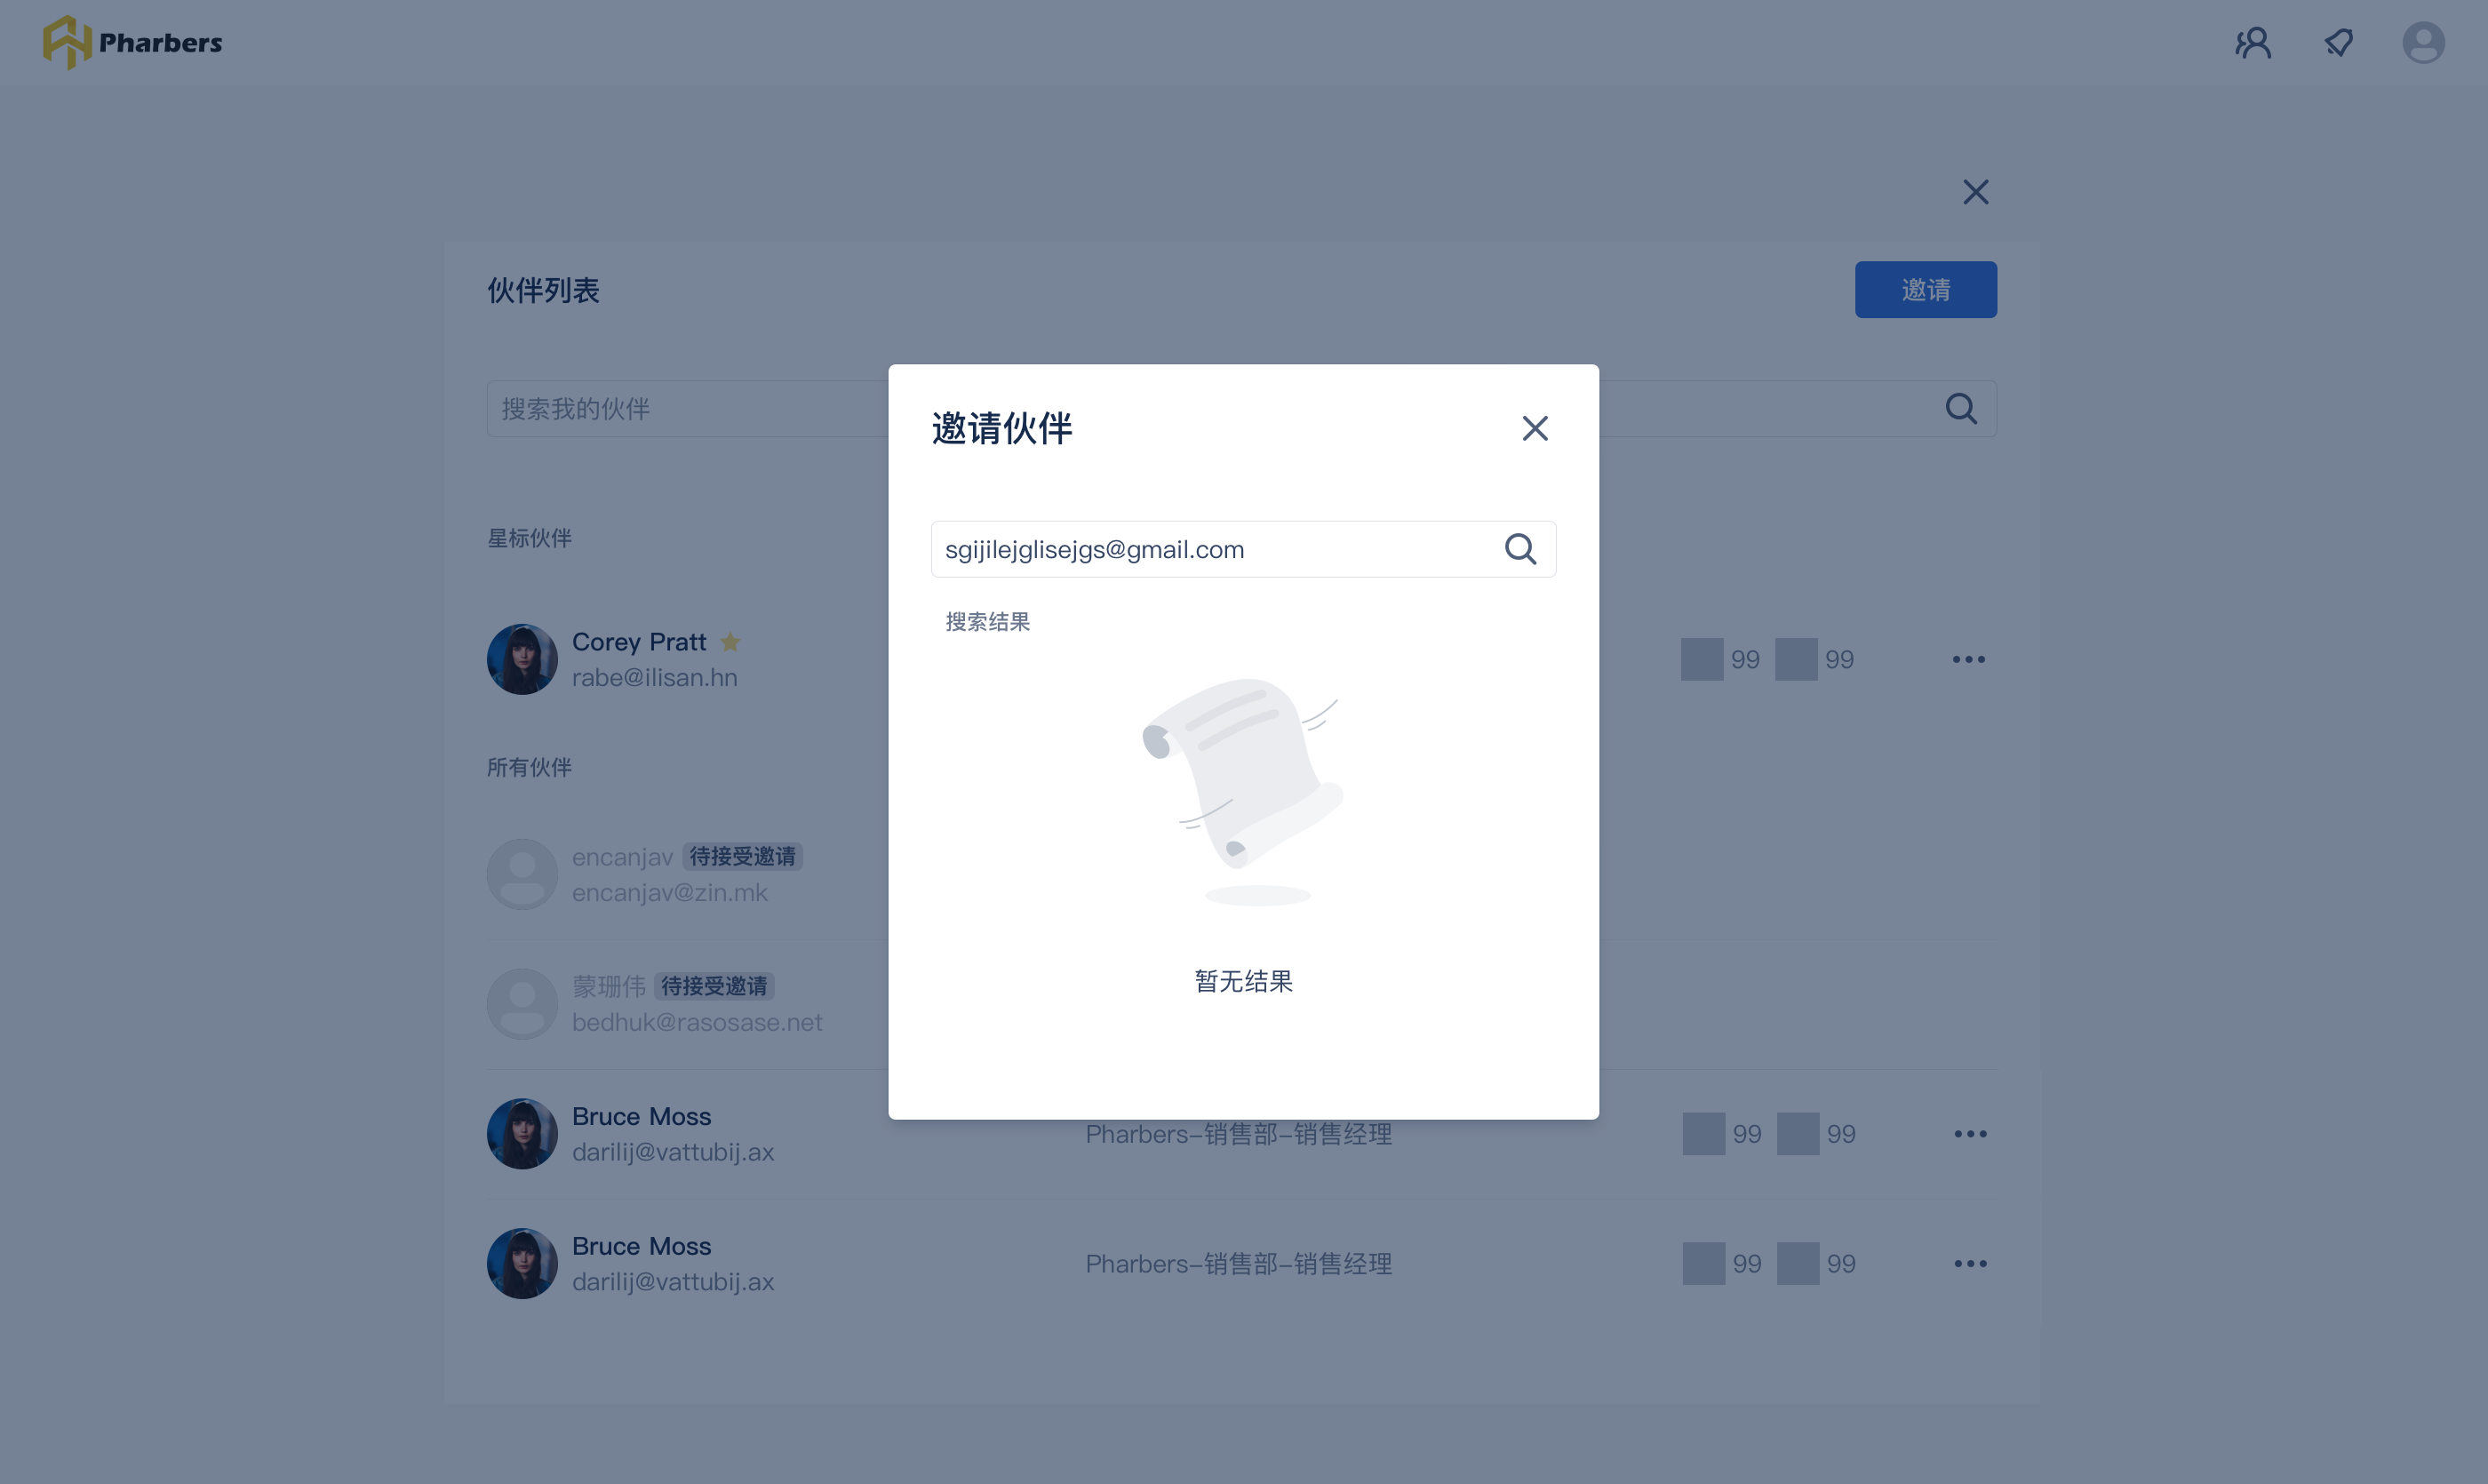 Pharbers
伙伴列表
邀请
搜索我的伙伴
邀请伙伴
sgijilejglisejgs@gmail.com
搜索结果
暂无结果
星标伙伴
Corey Pratt
rabe@ilisan.hn
99 99
所有伙伴
encanjav 待接受邀请
encanjav@zin.mk
蒙珊伟 待接受邀请
bedhuk@rasosase.net
Bruce Moss
darilij@vattubij.ax
Pharbers–销售部–销售经理
99 99
Bruce Moss
darilij@vattubij.ax
Pharbers–销售部–销售经理
99 99